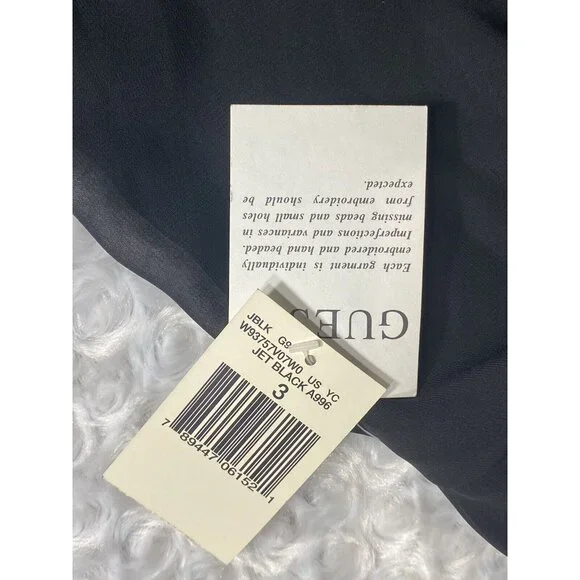 GUES
Each garment is individually
embroidered and hand beaded.
Imperfections and variances in
missing beads and small holes
from embroidery should be
expected.
JBLK G9
W93757V07W0 US YC
JET BLACK A996
3
7 89447 06152 1